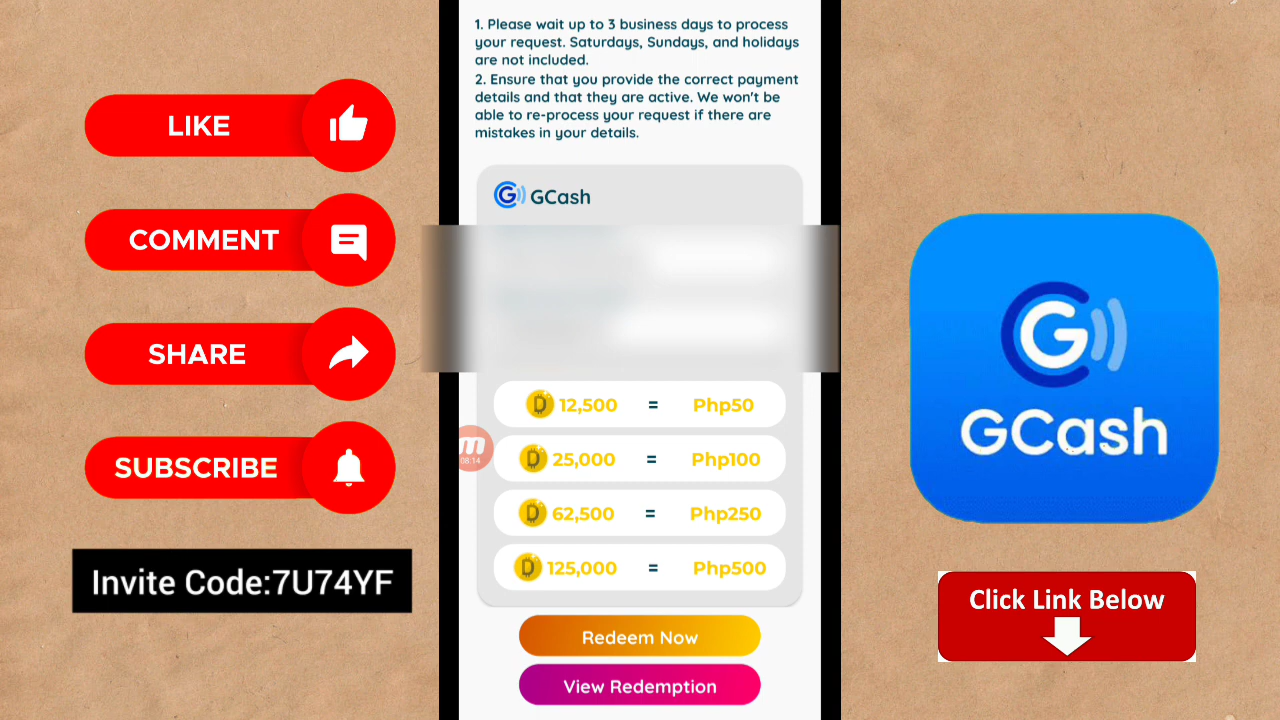 LIKE
COMMENT
SHARE
SUBSCRIBE
Invite Code:7U74YF
1. Please wait up to 3 business days to process
your request. Saturdays, Sundays, and holidays
are not included.
2. Ensure that you provide the correct payment
details and that they are active. We won't be
able to re-process your request if there are
mistakes in your details.
G GCash
D 12,500 = Php50
D 25,000 = Php100
D 62,500 = Php250
D 125,000 = Php500
m
08:14
Redeem Now
View Redemption
G
GCash
Click Link Below